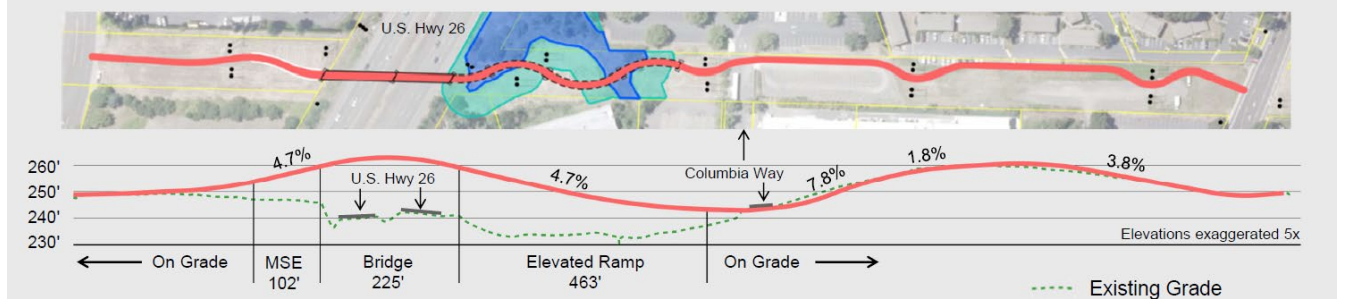 U.S. Hwy 26
260'
250'
240'
230'
4.7%
U.S. Hwy 26
4.7%
Columbia Way
7.8%
1.8%
3.8%
Elevations exaggerated 5x
On Grade
MSE
102'
Bridge
225'
Elevated Ramp
463'
On Grade
Existing Grade